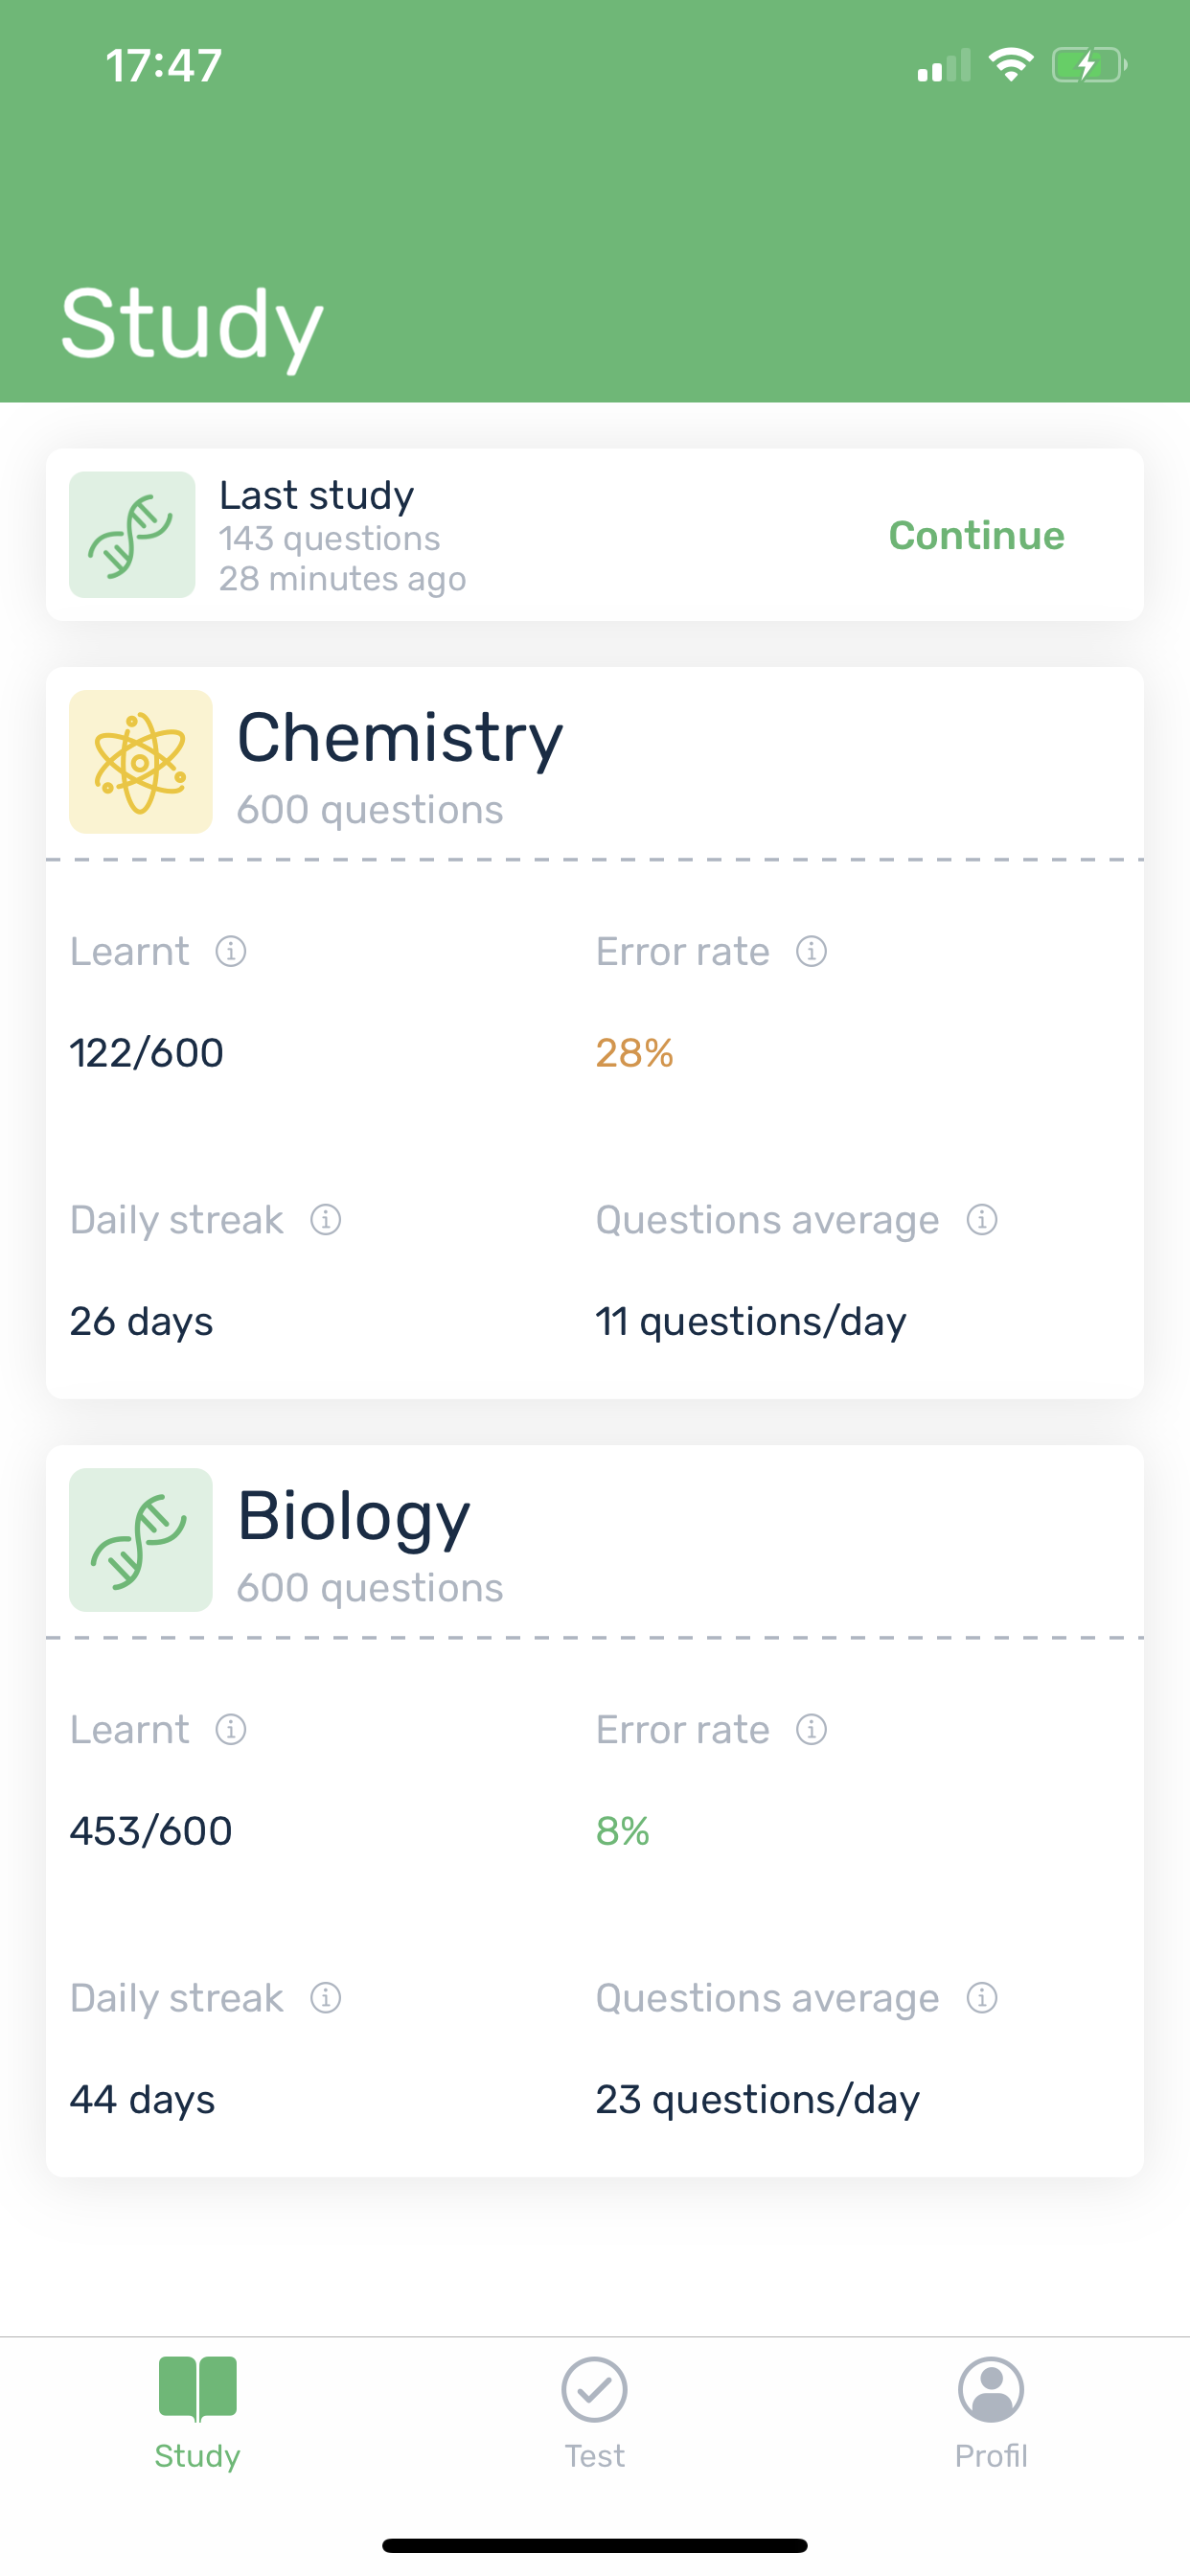 17:47
Study
Last study
143 questions
28 minutes ago
Continue
Chemistry
600 questions
Learnt
Error rate
122/600
28%
Daily streak
Questions average
26 days
11 questions/day
Biology
600 questions
Learnt
Error rate
453/600
8%
Daily streak
Questions average
44 days
23 questions/day
Study
Test
Profil